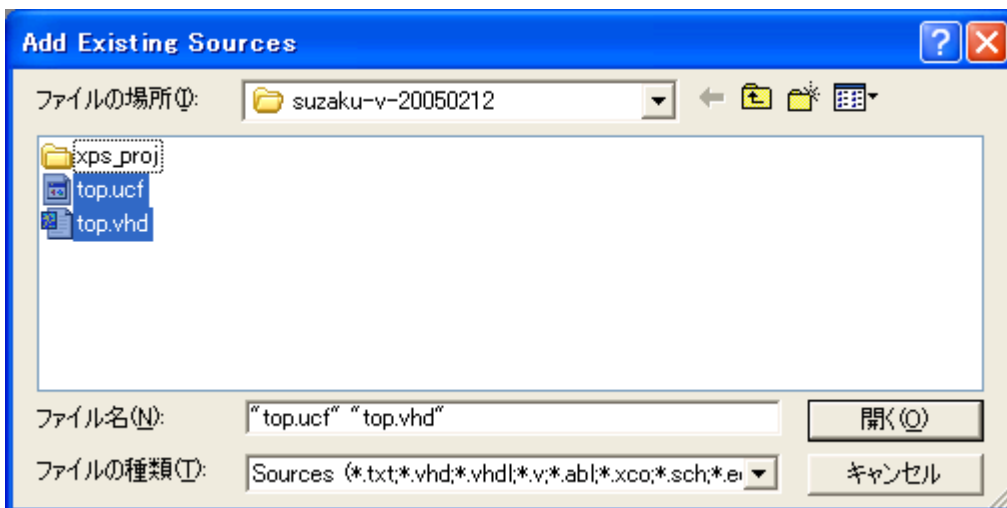 Add Existing Sources
ファイルの場所(I): suzaku-v-20050212
xps_proj
top.ucf
top.vhd
ファイル名(N): "top.ucf" "top.vhd" 開く(O)
ファイルの種類(T): Sources (*.txt;*.vhd;*.vhdl;*.v;*.abl;*.xco;*.sch;*.e キャンセル